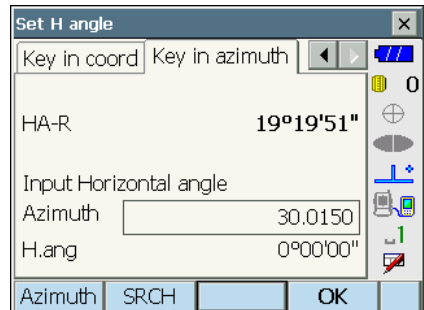 Set H angle
Key in coord Key in azimuth
0
HA-R 19°19'51"
Input Horizontal angle
Azimuth 30.0150
H.ang 0°00'00"
1
Azimuth SRCH OK